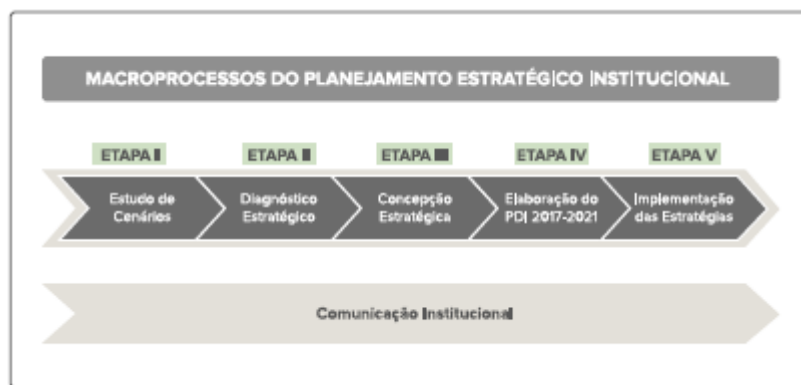 MACROPROCESSOS DO PLANEJAMENTO ESTRATÉGICO INSTITUCIONAL
ETAPA I
ETAPA II
ETAPA III
ETAPA IV
ETAPA V
Estudo de
Cenários
Diagnóstico
Estratégico
Concepção
Estratégica
Elaboração do
PDI 2017-2021
Implementação
das Estratégias
Comunicação Institucional